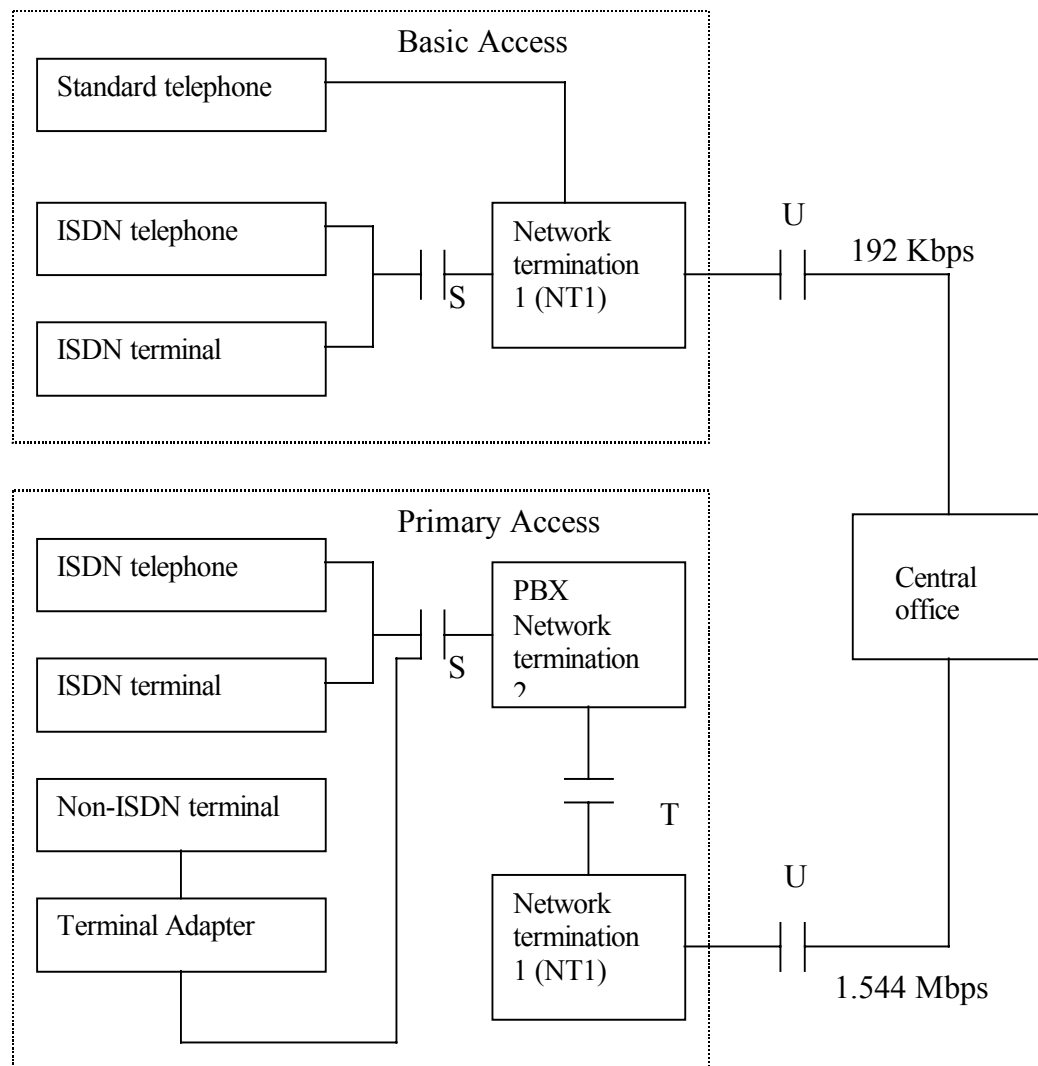 Basic Access
Standard telephone
ISDN telephone
ISDN terminal
S
Network
termination
1 (NT1)
U
192 Kbps
Primary Access
ISDN telephone
ISDN terminal
Non-ISDN terminal
Terminal Adapter
S
PBX
Network
termination
2
T
Network
termination
1 (NT1)
U
1.544 Mbps
Central
office